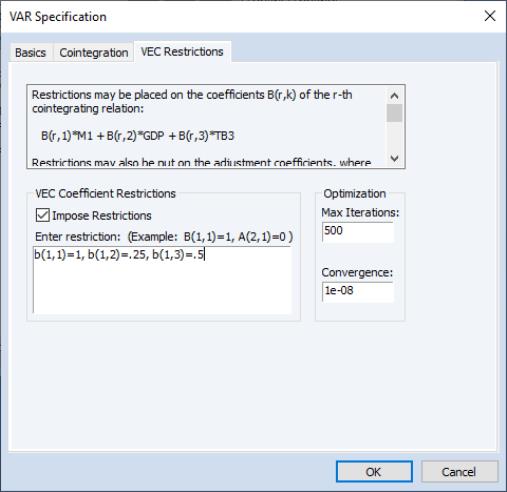 VAR Specification
Basics
Cointegration
VEC Restrictions
Restrictions may be placed on the coefficients B(r,k) of the r-th
cointegrating relation:
B(r,1)*M1 + B(r,2)*GDP + B(r,3)*TB3
Restrictions may also be put on the adjustment coefficients, where
VEC Coefficient Restrictions
Impose Restrictions
Enter restriction: (Example: B(1,1)=1, A(2,1)=0 )
b(1,1)=1, b(1,2)=.25, b(1,3)=.5
Optimization
Max Iterations:
500
Convergence:
1e-08
OK
Cancel